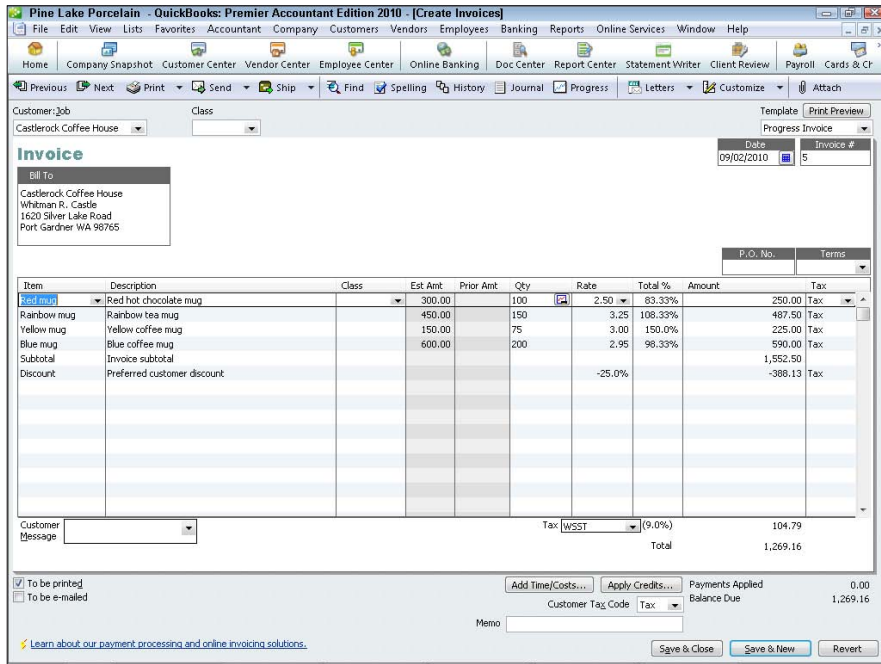 Pine Lake Porcelain - QuickBooks: Premier Accountant Edition 2010 - [Create Invoices]
File Edit View Lists Favorites Accountant Company Customers Vendors Employees Banking Reports Online Services Window Help
Home Company Snapshot Customer Center Vendor Center Employee Center Online Banking Doc Center Report Center Statement Writer Client Review Payroll Cards & Ch
Previous Next Print Send Ship Find Spelling History Journal Progress Letters Customize Attach
Customer:Job Class Template Print Preview
Castlerock Coffee House Progress Invoice
Invoice
Date Invoice #
09/02/2010 5
Bill To
Castlerock Coffee House
Whitman R. Castle
1620 Silver Lake Road
Port Gardner WA 98765
P.O. No. Terms
Item Description Class Est Amt Prior Amt Qty Rate Total % Amount Tax
Red mug Red hot chocolate mug 300.00 100 2.50 83.33% 250.00 Tax
Rainbow mug Rainbow tea mug 450.00 150 3.25 108.33% 487.50 Tax
Yellow mug Yellow coffee mug 150.00 75 3.00 150.0% 225.00 Tax
Blue mug Blue coffee mug 600.00 200 2.95 98.33% 590.00 Tax
Subtotal Invoice subtotal 1,552.50
Discount Preferred customer discount -25.0% -388.13 Tax
Customer Message Tax WSST (9.0%) 104.79
Total 1,269.16
To be printed Add Time/Costs... Apply Credits... Payments Applied 0.00
To be e-mailed Customer Tax Code Tax Balance Due 1,269.16
Memo
Learn about our payment processing and online invoicing solutions. Save & Close Save & New Revert